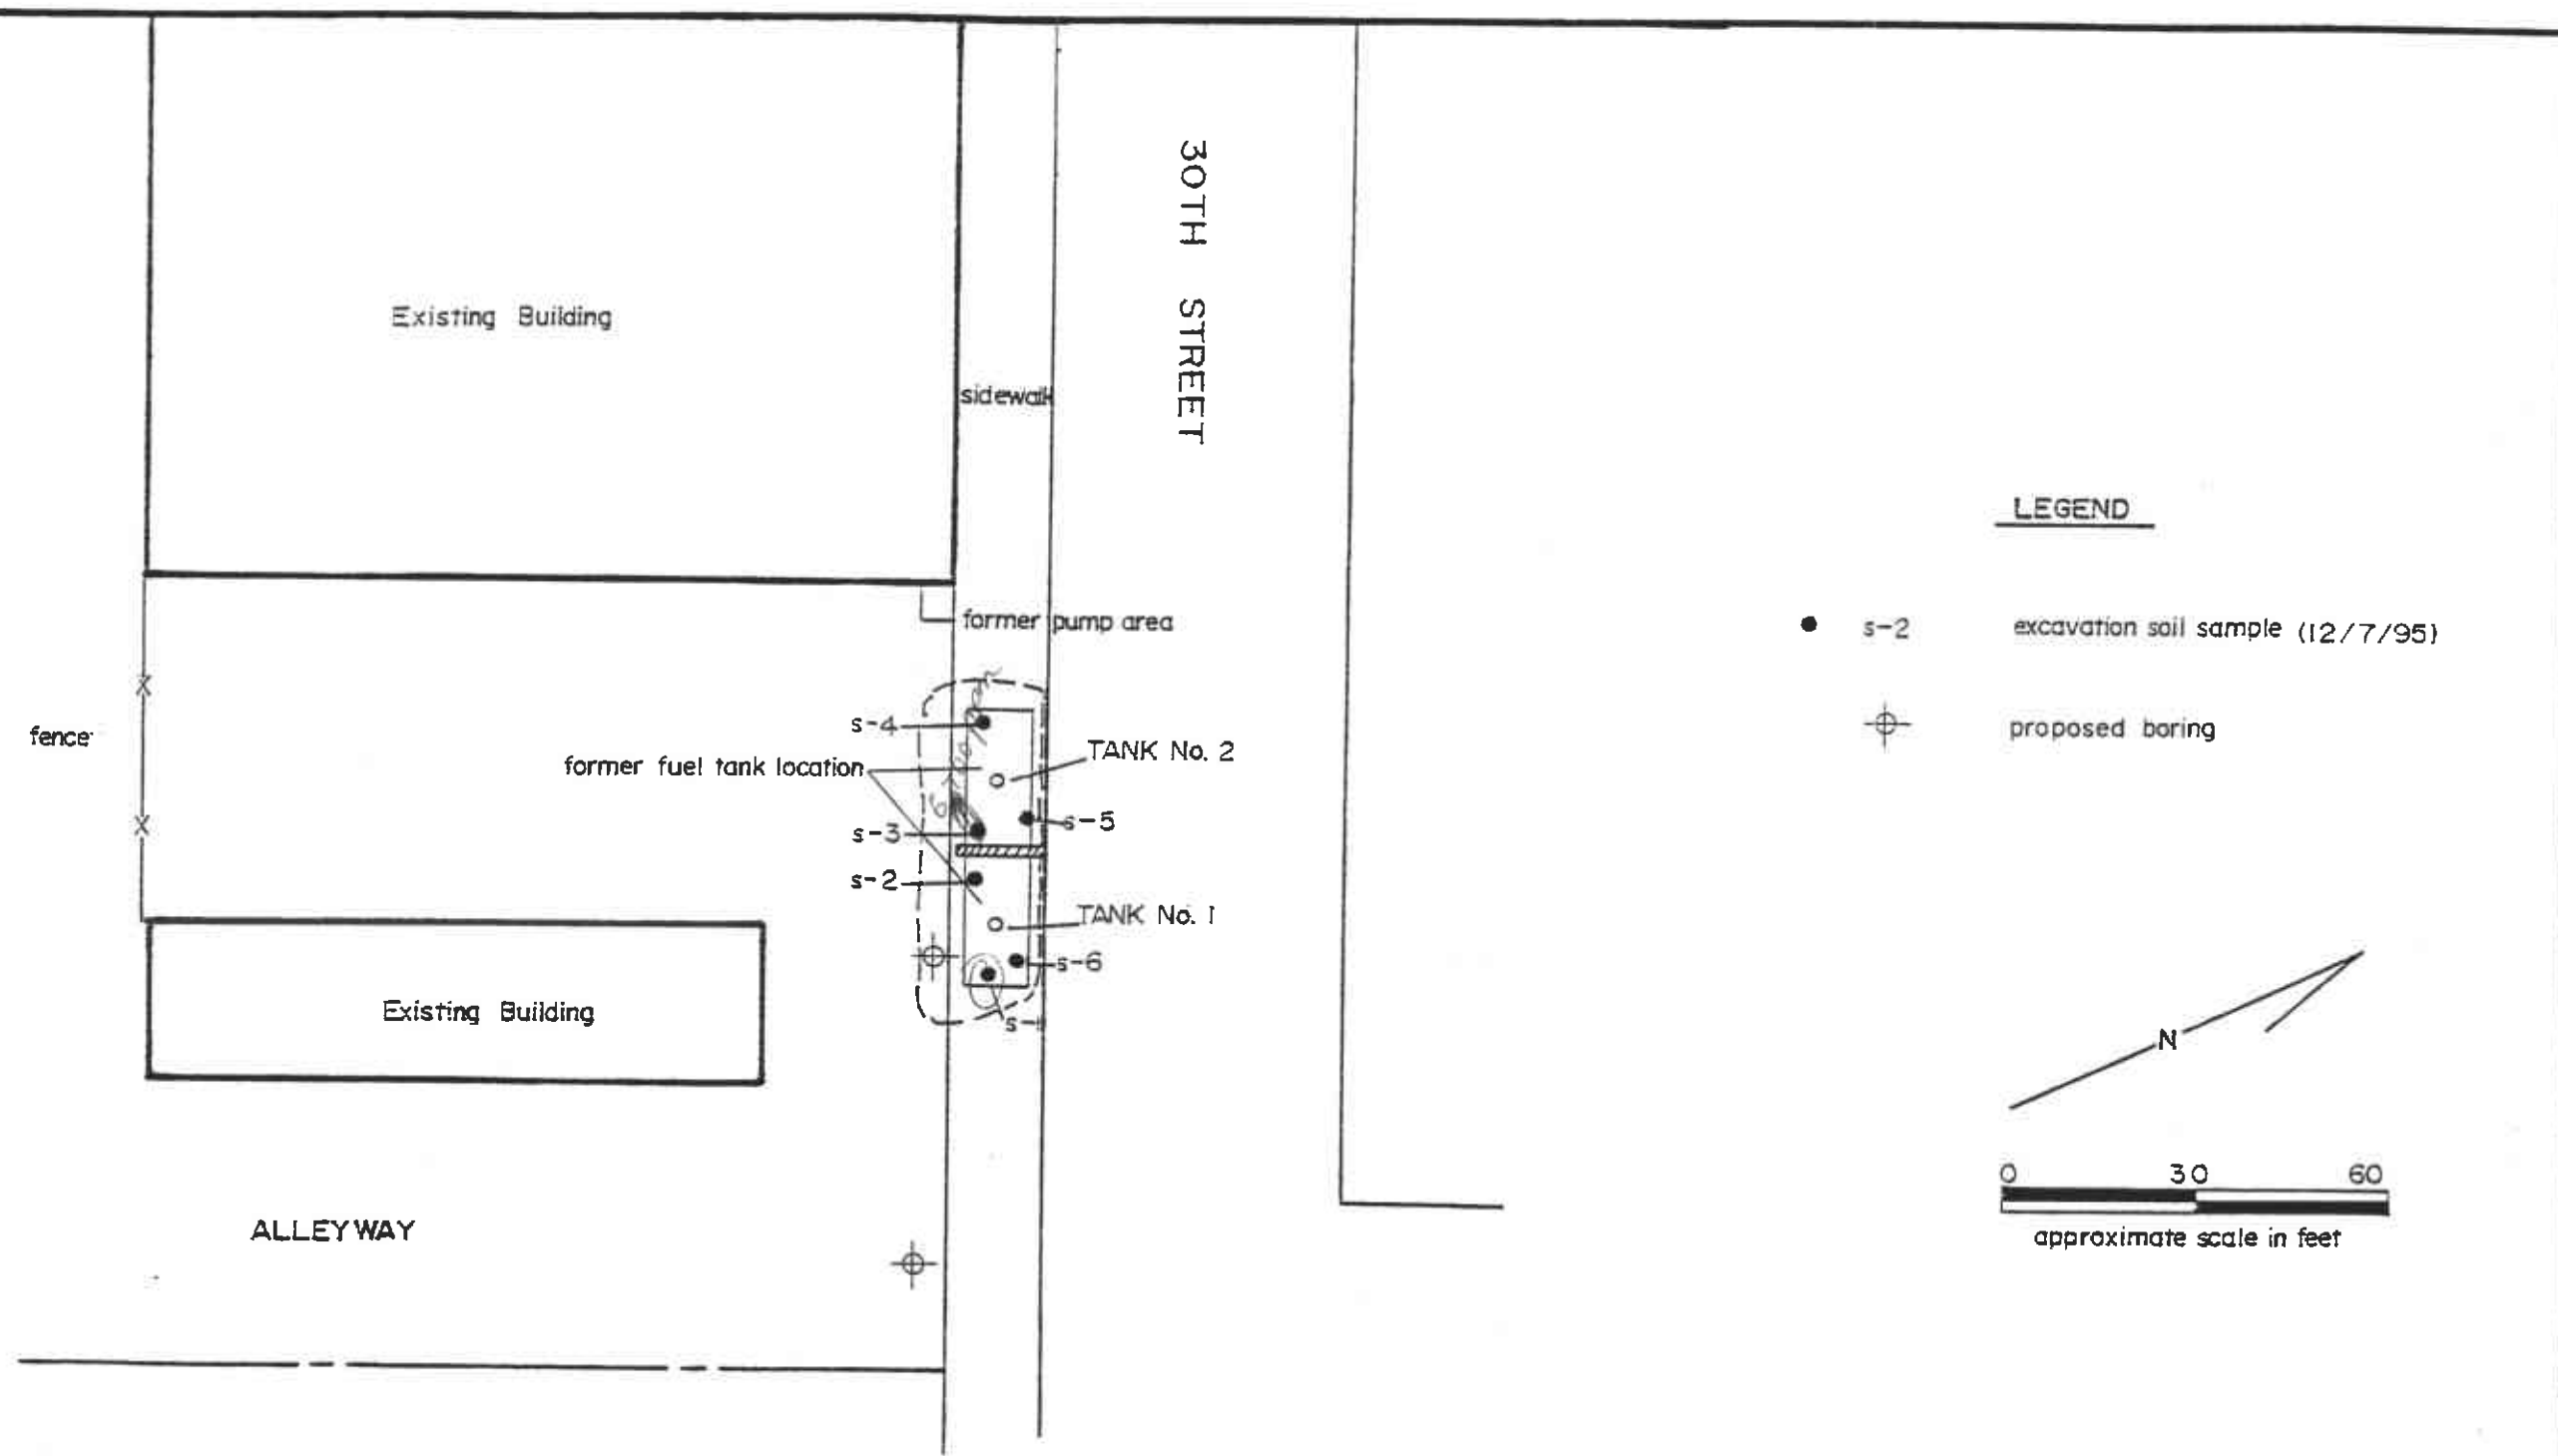 Existing Building
sidewalk
30TH STREET
former pump area
fence
s-4
former fuel tank location
TANK No. 2
s-3
s-5
s-2
TANK No. 1
s-6
s-1
Existing Building
ALLEYWAY
LEGEND
s-2 excavation soil sample (12/7/95)
proposed boring
N
0 30 60
approximate scale in feet